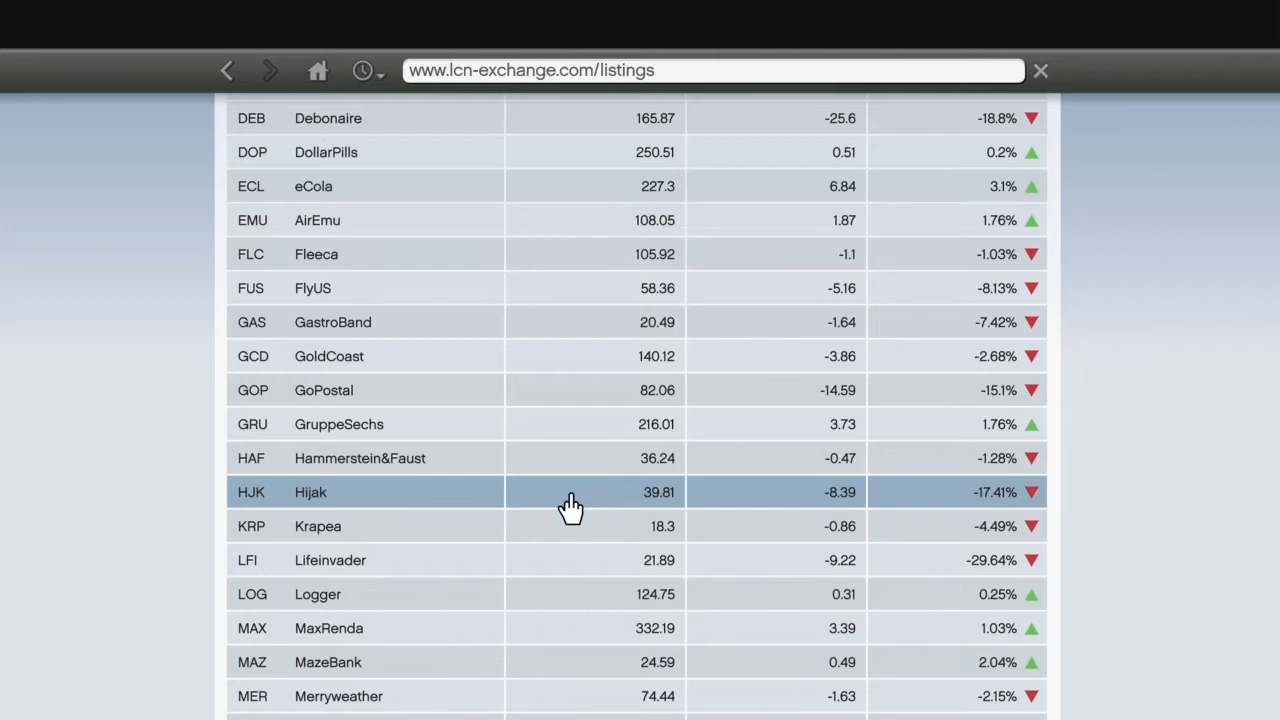 www.lcn-exchange.com/listings
DEB Debonaire 165.87 -25.6 -18.8%
DOP DollarPills 250.51 0.51 0.2%
ECL eCola 227.3 6.84 3.1%
EMU AirEmu 108.05 1.87 1.76%
FLC Fleeca 105.92 -1.1 -1.03%
FUS FlyUS 58.36 -5.16 -8.13%
GAS GastroBand 20.49 -1.64 -7.42%
GCD GoldCoast 140.12 -3.86 -2.68%
GOP GoPostal 82.06 -14.59 -15.1%
GRU GruppeSechs 216.01 3.73 1.76%
HAF Hammerstein&Faust 36.24 -0.47 -1.28%
HJK Hijak 39.81 -8.39 -17.41%
KRP Krapea 18.3 -0.86 -4.49%
LFI Lifeinvader 21.89 -9.22 -29.64%
LOG Logger 124.75 0.31 0.25%
MAX MaxRenda 332.19 3.39 1.03%
MAZ MazeBank 24.59 0.49 2.04%
MER Merryweather 74.44 -1.63 -2.15%